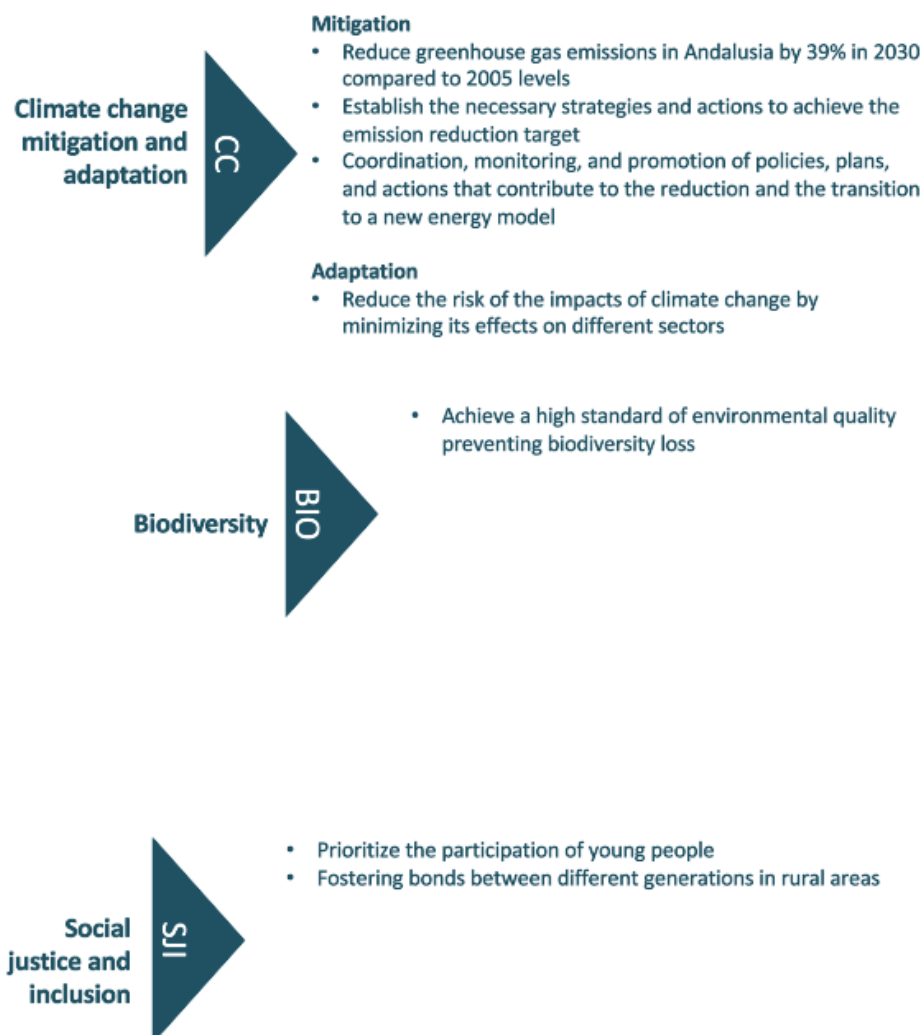 Climate change
mitigation and
adaptation
CC
Mitigation
• Reduce greenhouse gas emissions in Andalusia by 39% in 2030
compared to 2005 levels
• Establish the necessary strategies and actions to achieve the
emission reduction target
• Coordination, monitoring, and promotion of policies, plans,
and actions that contribute to the reduction and the transition
to a new energy model
Adaptation
• Reduce the risk of the impacts of climate change by
minimizing its effects on different sectors
Biodiversity
BIO
• Achieve a high standard of environmental quality
preventing biodiversity loss
Social
justice and
inclusion
SJI
• Prioritize the participation of young people
• Fostering bonds between different generations in rural areas